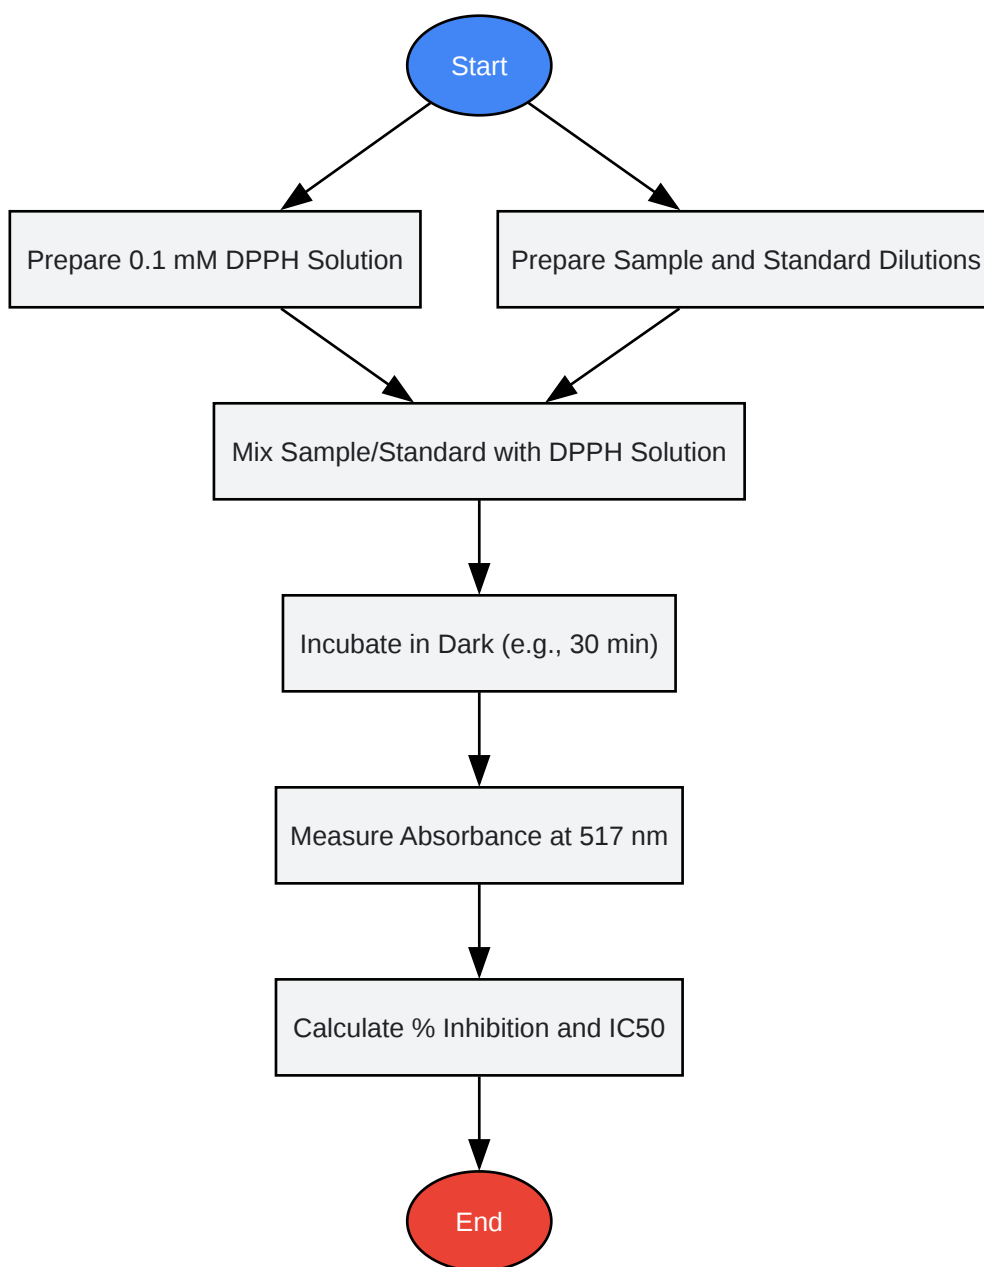 Start
Prepare 0.1 mM DPPH Solution
Prepare Sample and Standard Dilutions
Mix Sample/Standard with DPPH Solution
Incubate in Dark (e.g., 30 min)
Measure Absorbance at 517 nm
Calculate % Inhibition and IC50
End